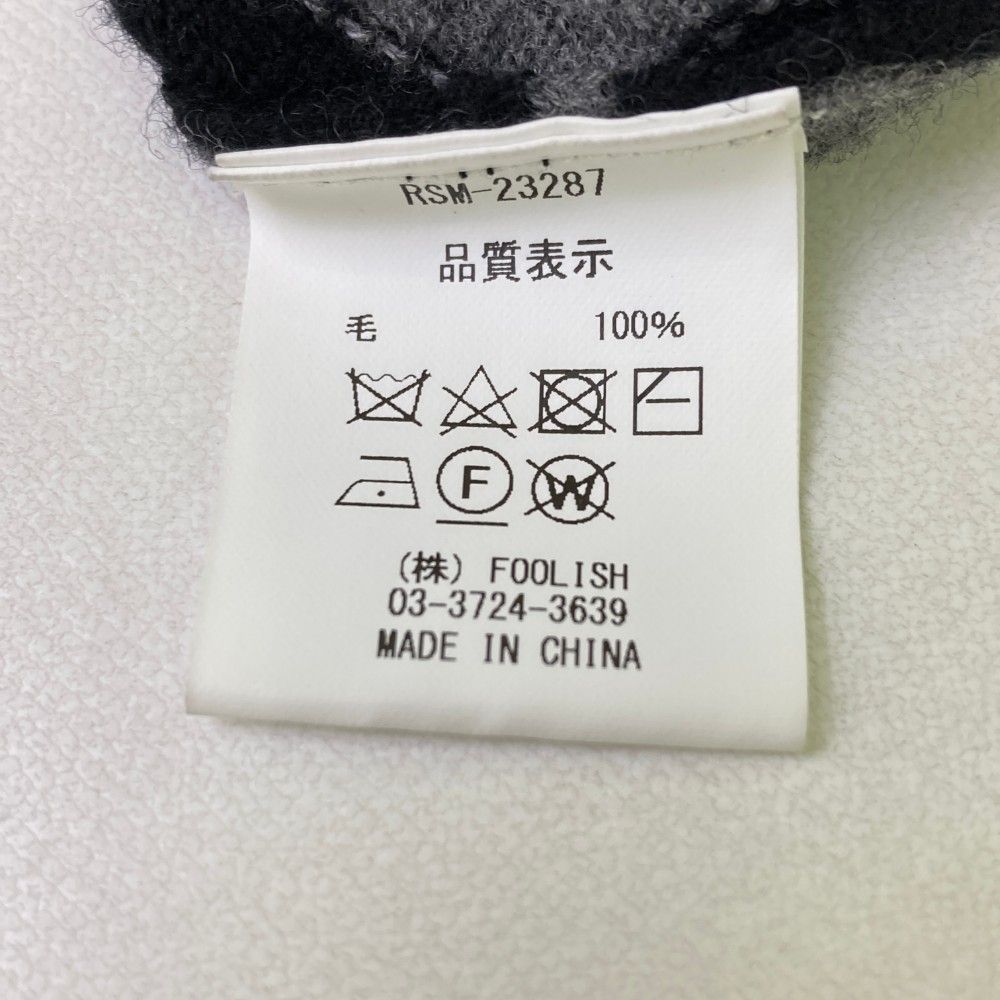 RSM-23287
品質表示
毛 100%
F W
(株) FOOLISH
03-3724-3639
MADE IN CHINA